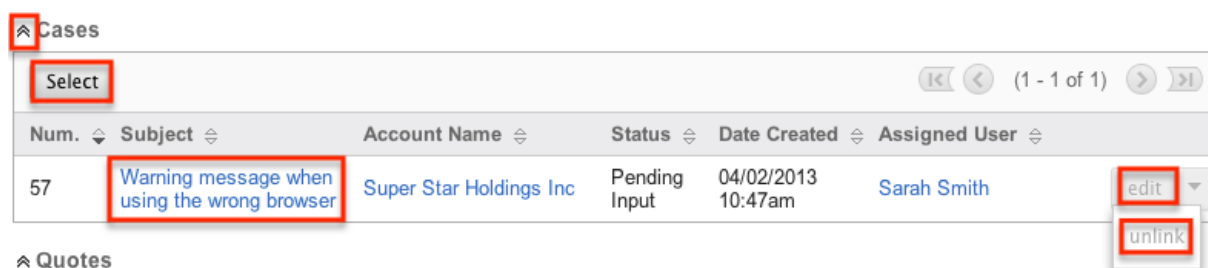 Cases
Select (1 - 1 of 1)
Num. Subject Account Name Status Date Created Assigned User
57 Warning message when using the wrong browser Super Star Holdings Inc Pending Input 04/02/2013 10:47am Sarah Smith edit
unlink
Quotes